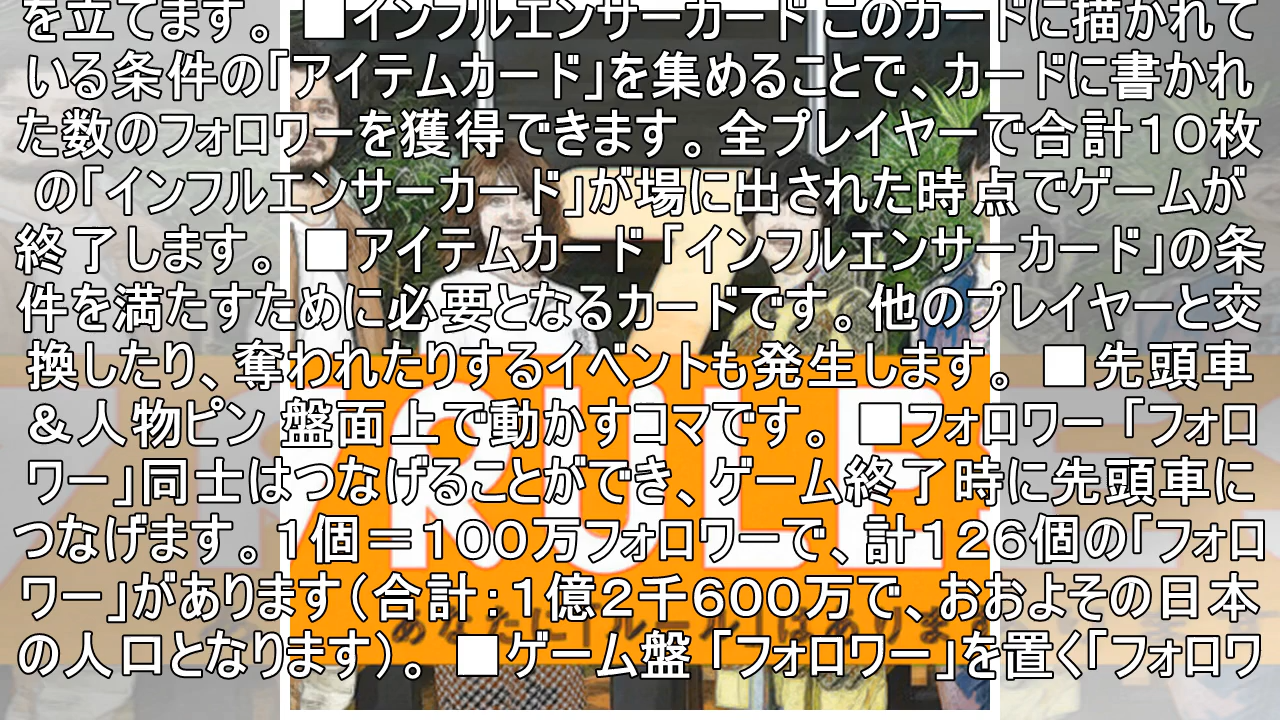 を立てます。 ■インフルエンサーカード このカードに描かれて
いる条件の「アイテムカード」を集めることで、カードに書かれ
た数のフォロワーを獲得できます。全プレイヤーで合計１０枚
の「インフルエンサーカード」が場に出された時点でゲームが
終了します。 ■アイテムカード 「インフルエンサーカード」の条
件を満たすために必要となるカードです。他のプレイヤーと交
換したり、奪われたりするイベントも発生します。 ■先頭車
＆人物ピン 盤面上で動かすコマです。 ■フォロワー 「フォロ
ワー」同士はつなげることができ、ゲーム終了時に先頭車に
つなげます。１個＝１００万フォロワーで、計１２６個の「フォロ
ワー」があります（合計：１億２千６００万で、おおよその日本
の人口となります）。 ■ゲーム盤 「フォロワー」を置く「フォロワ
RULE
あなたに「ルール」はあります